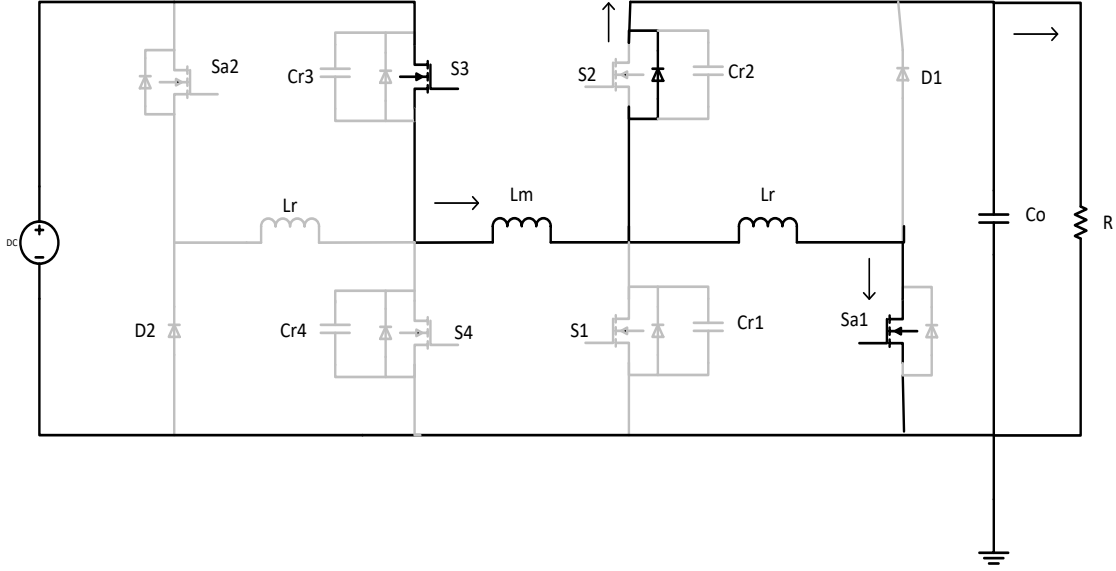 Sa2
Cr3
S3
S2
Cr2
D1
Lr
Lm
Lr
Co
R
DC
+
−
D2
Cr4
S4
S1
Cr1
Sa1